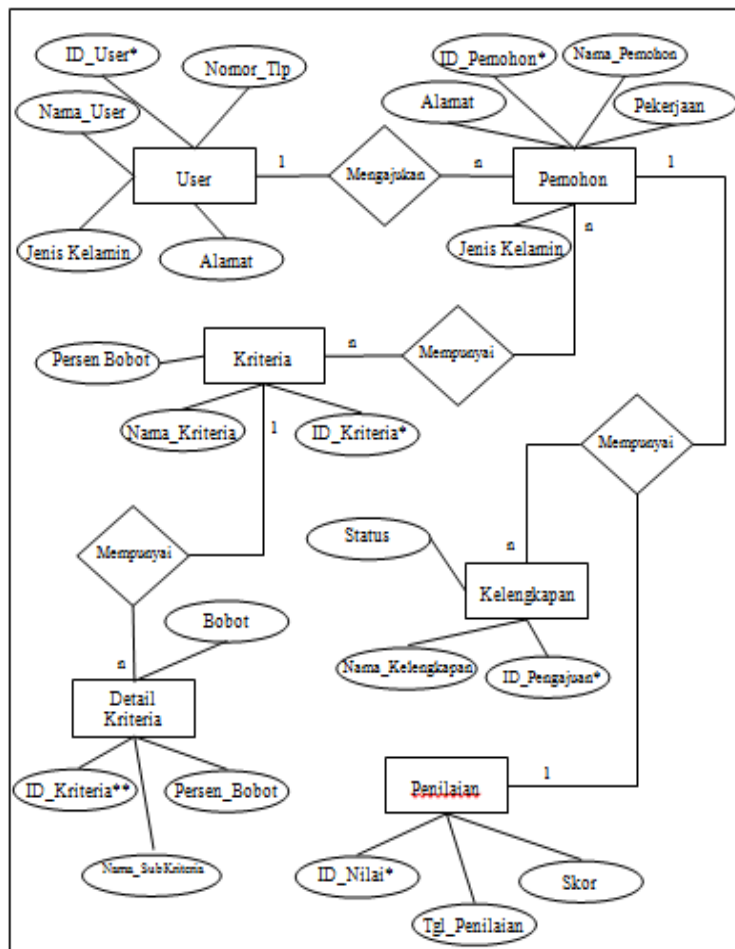 ID_User*
Nomor_Tlp
ID_Pemohon*
Nama_Pemohon
Nama_User
Alamat
Pekerjaan
User
1
Mengajukan
n
Pemohon
1
Jenis Kelamin
Alamat
Jenis Kelamin
n
Persen Bobot
Kriteria
n
Mempunyai
Nama_Kriteria
1
ID_Kriteria*
Mempunyai
Mempunyai
Status
n
Kelengkapan
Bobot
Nama_Kelengkapan
ID_Pengajuan*
n
Detail
Kriteria
ID_Kriteria**
Persen_Bobot
Penilaian
1
Nama_SubKriteria
ID_Nilai*
Skor
Tgl_Penilaian